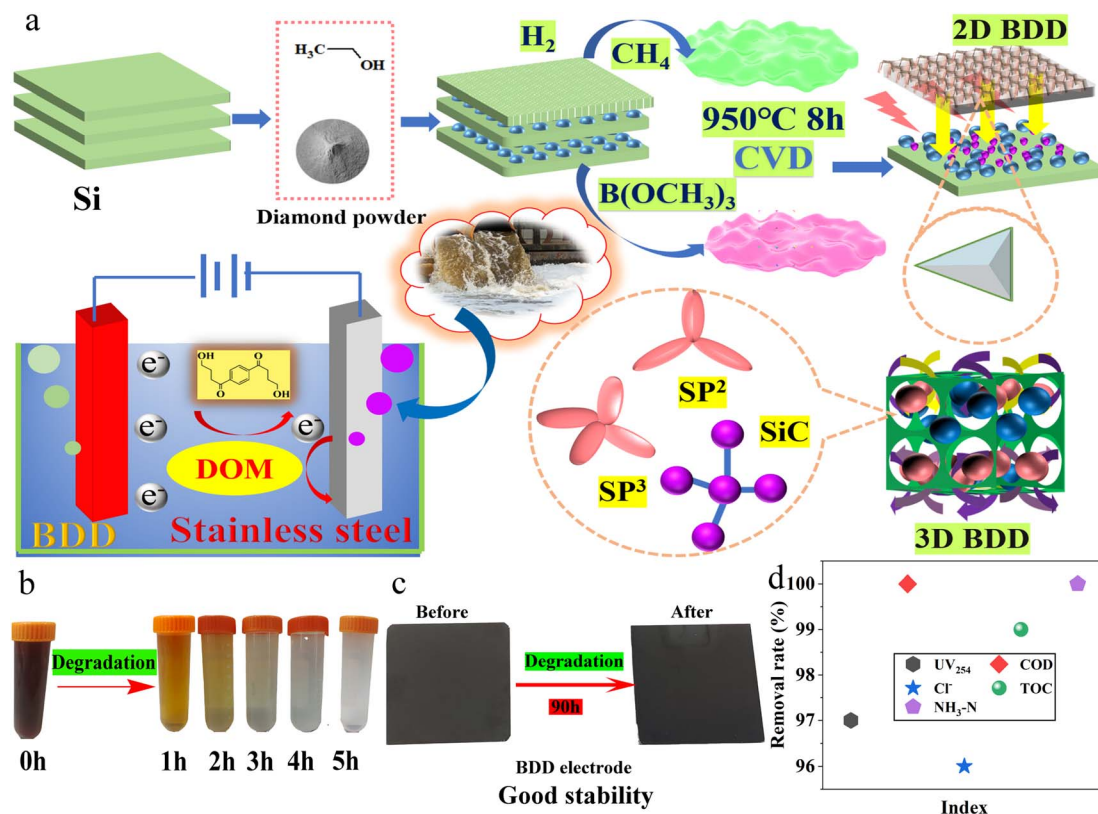 a
H₃C
OH
H₂
CH₄
2D BDD
950°C 8h
CVD
B(OCH₃)₃
Si
Diamond powder
e⁻
OH
O
O
OH
e⁻
e⁻
DOM
e⁻
BDD
Stainless steel
SP²
SiC
SP³
3D BDD
b
Degradation
0h
1h
2h
3h
4h
5h
c
Before
After
Degradation
90h
BDD electrode
Good stability
d
Removal rate (%)
100
99
98
97
96
UV₂₅₄
COD
Cl⁻
TOC
NH₃-N
Index